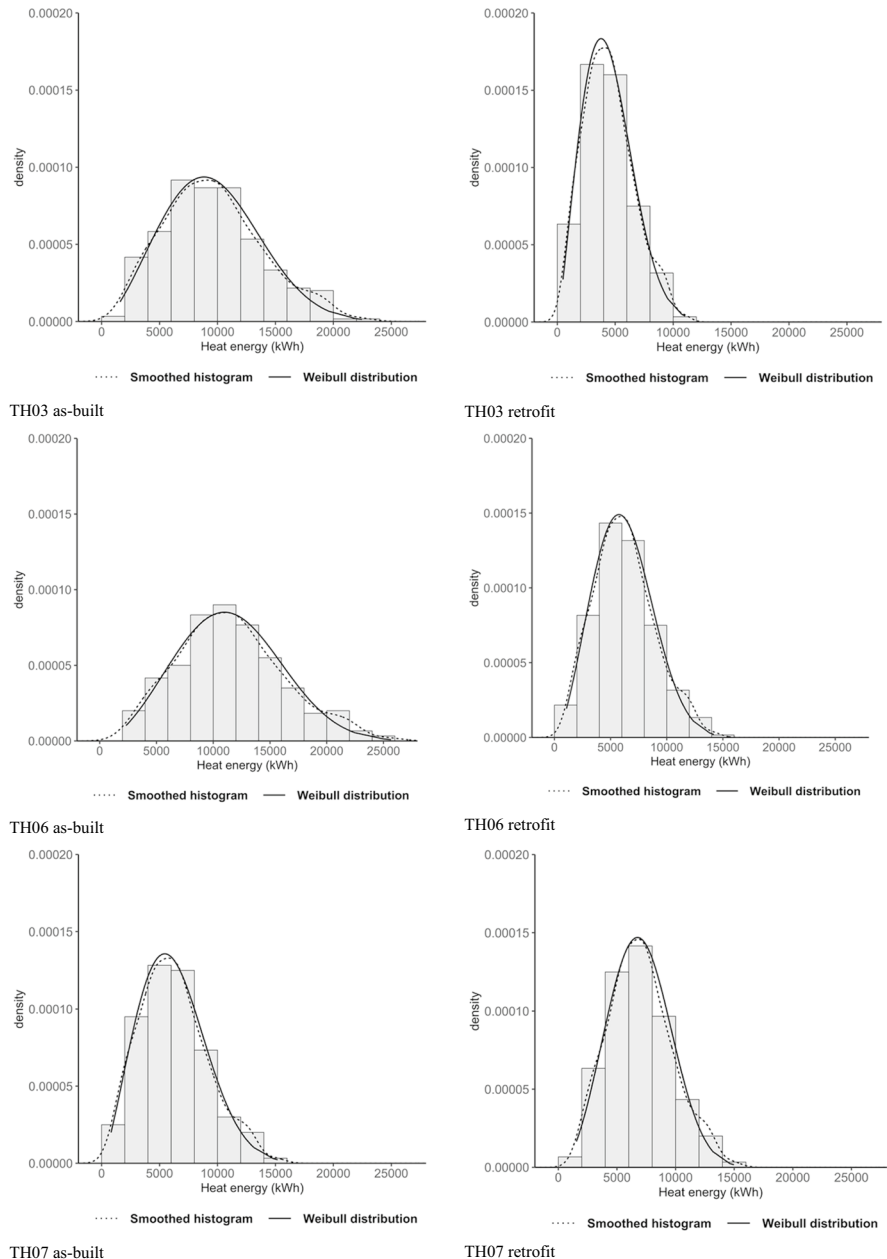 0.00020
0.00015
0.00010
0.00005
0.00000
density
0 5000 10000 15000 20000 25000
Heat energy (kWh)
Smoothed histogram Weibull distribution
TH03 as-built
0.00020
0.00015
0.00010
0.00005
0.00000
density
0 5000 10000 15000 20000 25000
Heat energy (kWh)
Smoothed histogram Weibull distribution
TH03 retrofit
0.00020
0.00015
0.00010
0.00005
0.00000
density
0 5000 10000 15000 20000 25000
Heat energy (kWh)
Smoothed histogram Weibull distribution
TH06 as-built
0.00020
0.00015
0.00010
0.00005
0.00000
density
0 5000 10000 15000 20000 25000
Heat energy (kWh)
Smoothed histogram Weibull distribution
TH06 retrofit
0.00020
0.00015
0.00010
0.00005
0.00000
density
0 5000 10000 15000 20000 25000
Heat energy (kWh)
Smoothed histogram Weibull distribution
TH07 as-built
0.00020
0.00015
0.00010
0.00005
0.00000
density
0 5000 10000 15000 20000 25000
Heat energy (kWh)
Smoothed histogram Weibull distribution
TH07 retrofit